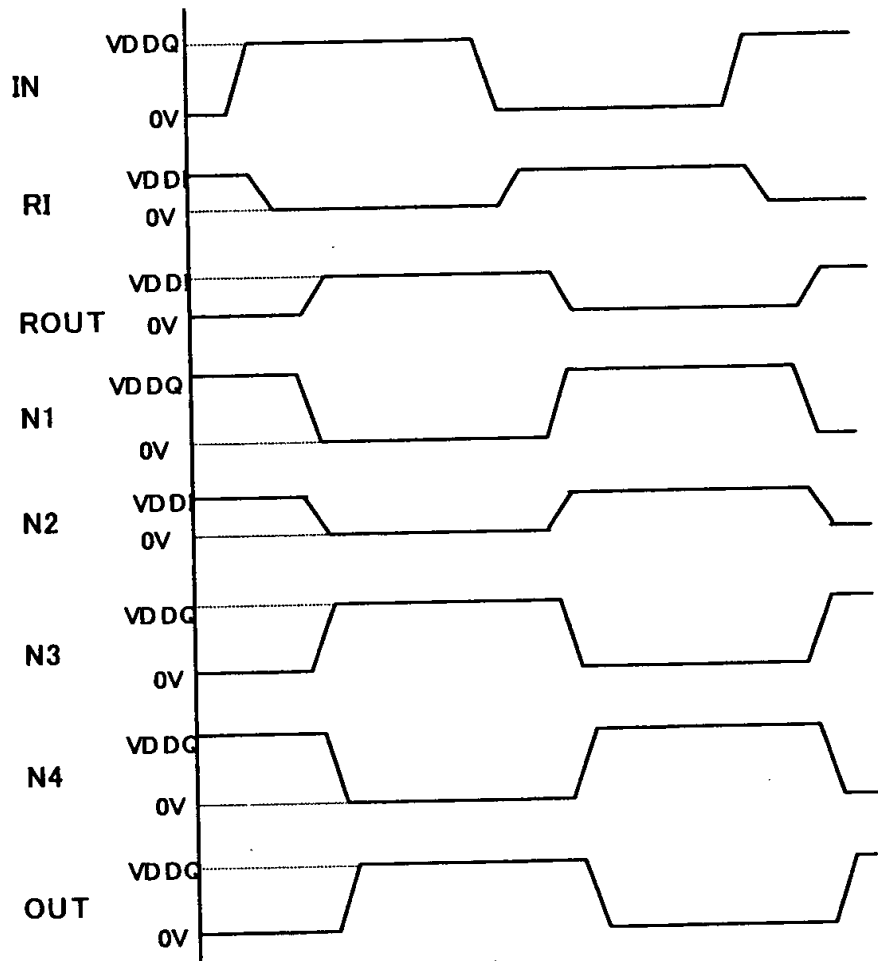 VDDQ
IN
0V
VDDI
RI
0V
VDDI
ROUT
0V
VDDQ
N1
0V
VDDI
N2
0V
VDDQ
N3
0V
VDDQ
N4
0V
VDDQ
OUT
0V